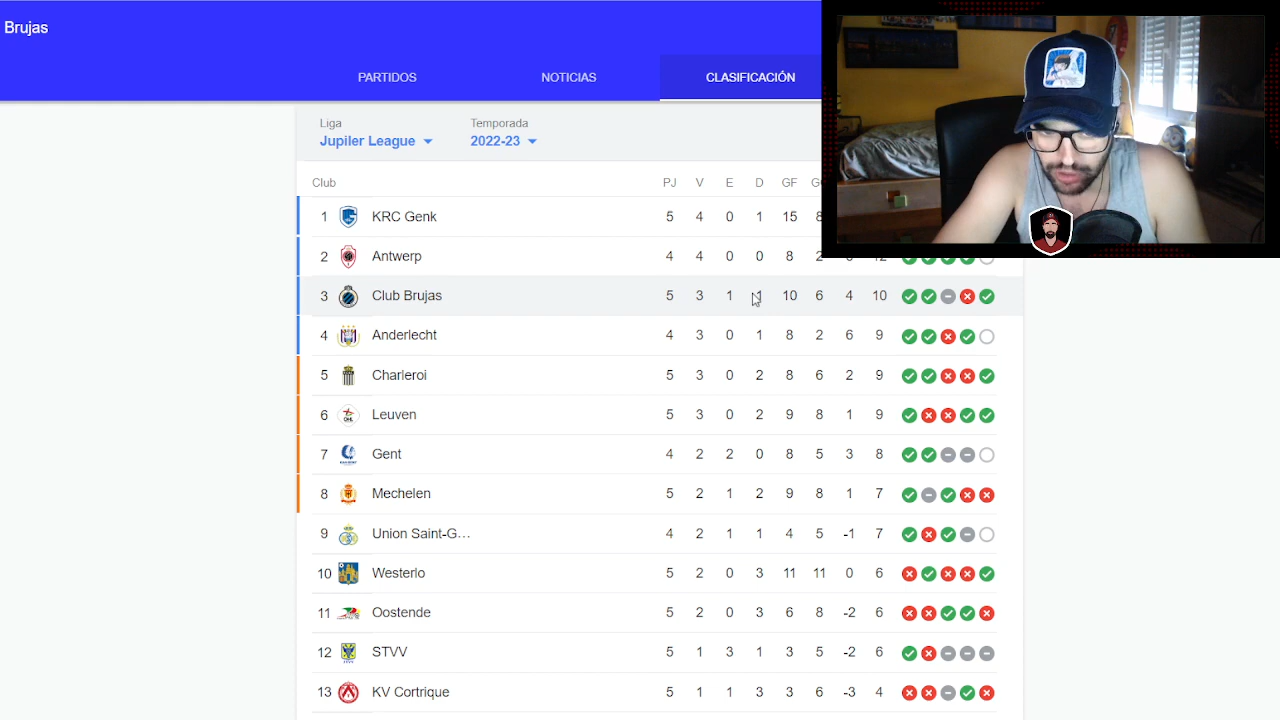 Brujas
PARTIDOS NOTICIAS CLASIFICACIÓN
Liga Temporada
Jupiler League 2022-23
Club PJ V E D GF
1 KRC Genk 5 4 0 1 15 8
2 Antwerp 4 4 0 0 8 2
3 Club Brujas 5 3 1 1 10 6 4 10
4 Anderlecht 4 3 0 1 8 2 6 9
5 Charleroi 5 3 0 2 8 6 2 9
6 Leuven 5 3 0 2 9 8 1 9
7 Gent 4 2 2 0 8 5 3 8
8 Mechelen 5 2 1 2 9 8 1 7
9 Union Saint-G... 4 2 1 1 4 5 -1 7
10 Westerlo 5 2 0 3 11 11 0 6
11 Oostende 5 2 0 3 6 8 -2 6
12 STVV 5 1 3 1 3 5 -2 6
13 KV Cortrique 5 1 1 3 3 6 -3 4